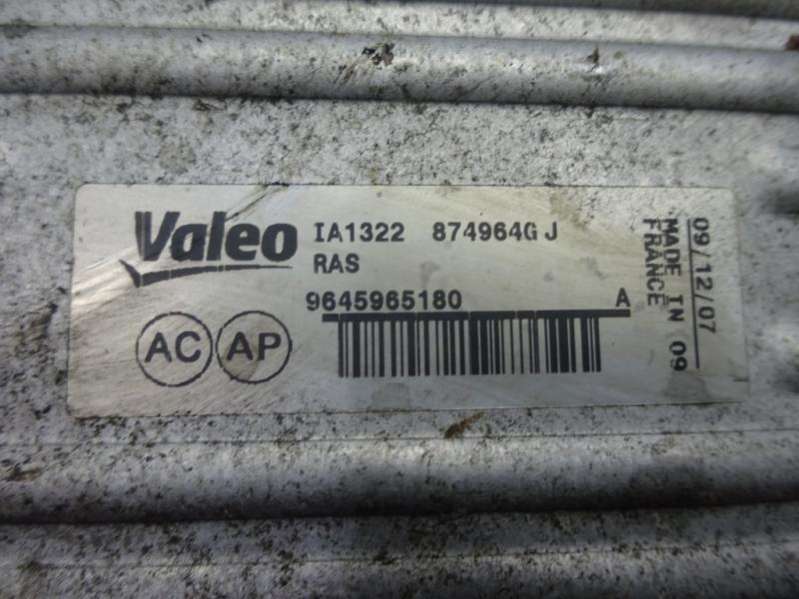 Valeo IA1322 874964G J
RAS
9645965180 A
AC AP
09/12/07
MADE IN 09
FRANCE